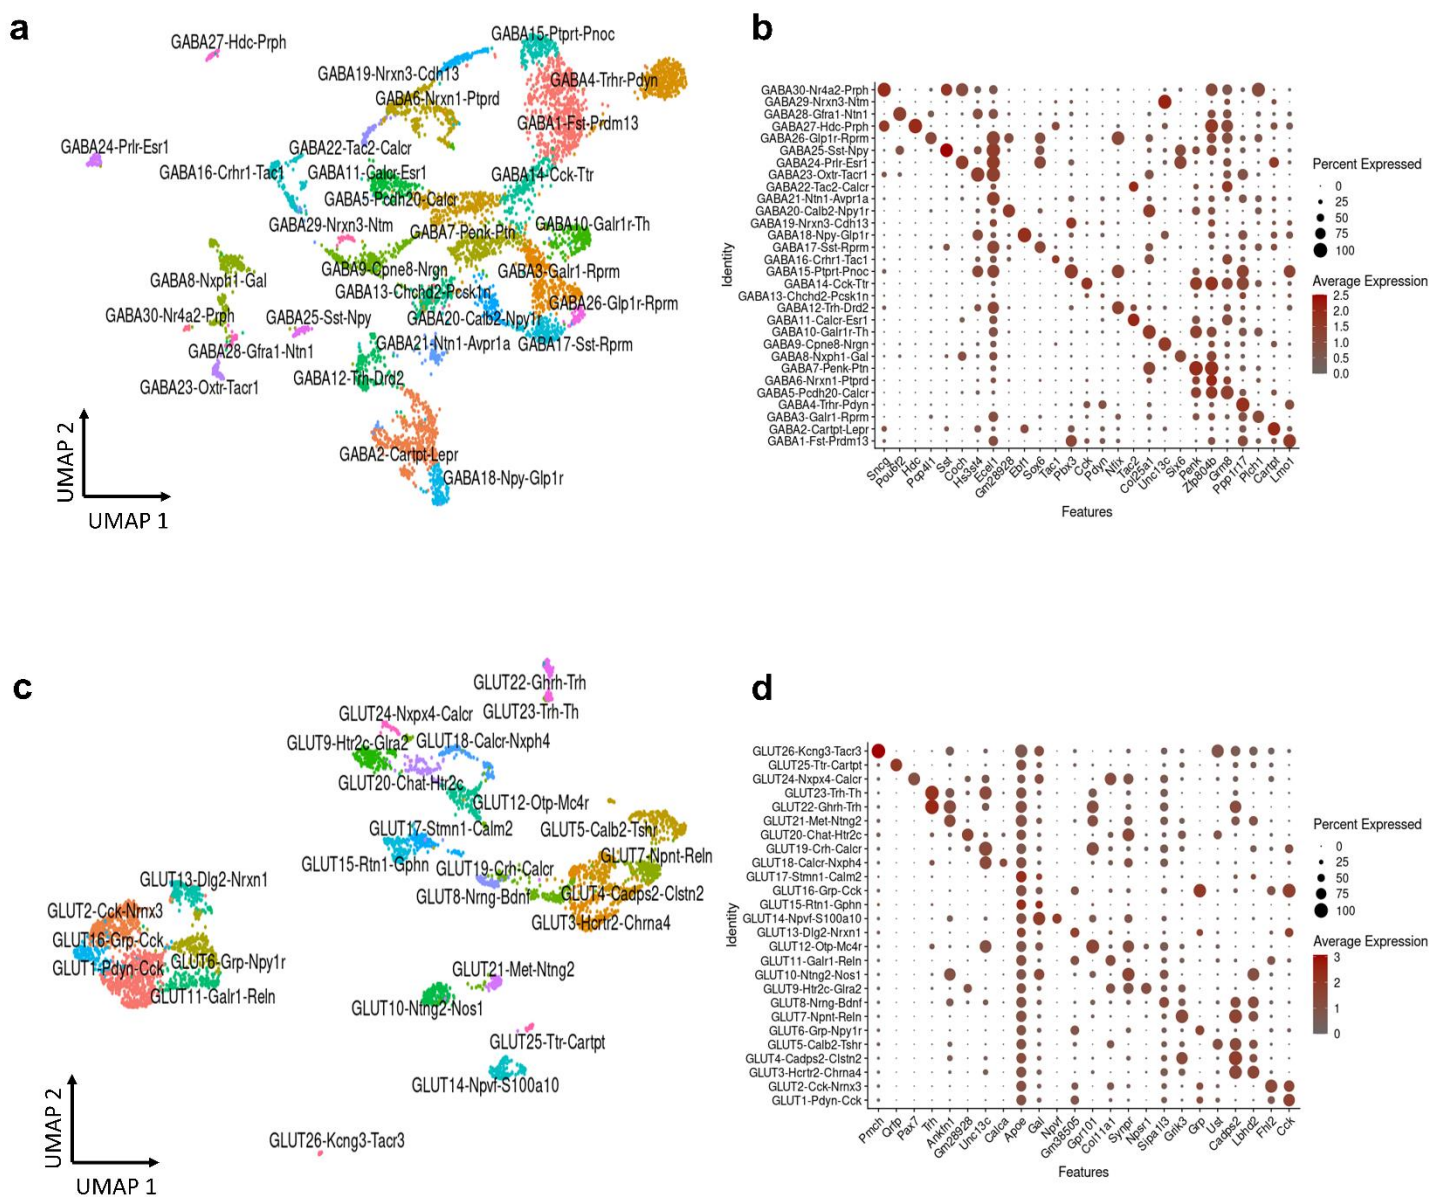 a
GABA27-Hdc-Prph
GABA15-Ptprt-Pnoc
GABA19-Nrxn3-Cdh13
GABA4-Trhr-Pdyn
GABA6-Nrxn1-Ptprd
GABA1-Fst-Prdm13
GABA24-Prlr-Esr1
GABA22-Tac2-Calcr
GABA16-Crhr1-Tac1
GABA11-Calcr-Esr1
GABA14-Cck-Ttr
GABA5-Pcdh20-Calcr
GABA29-Nrxn3-Ntm
GABA7-Penk-Ptn
GABA10-Galr1r-Th
GABA8-Nxph1-Gal
GABA9-Cpne8-Nrgn
GABA3-Galr1-Rprm
GABA13-Chchd2-Pcsk1n
GABA26-Glp1r-Rprm
GABA30-Nr4a2-Prph
GABA25-Sst-Npy
GABA20-Calb2-Npy1r
GABA28-Gfra1-Ntn1
GABA21-Ntn1-Avpr1a
GABA17-Sst-Rprm
GABA23-Oxtr-Tacr1
GABA12-Trh-Drd2
GABA2-Cartpt-Lepr
GABA18-Npy-Glp1r
UMAP 2
UMAP 1
b
Identity
GABA30-Nr4a2-Prph
GABA29-Nrxn3-Ntm
GABA28-Gfra1-Ntn1
GABA27-Hdc-Prph
GABA26-Glp1r-Rprm
GABA25-Sst-Npy
GABA24-Prlr-Esr1
GABA23-Oxtr-Tacr1
GABA22-Tac2-Calcr
GABA21-Ntn1-Avpr1a
GABA20-Calb2-Npy1r
GABA19-Nrxn3-Cdh13
GABA18-Npy-Glp1r
GABA17-Sst-Rprm
GABA16-Crhr1-Tac1
GABA15-Ptprt-Pnoc
GABA14-Cck-Ttr
GABA13-Chchd2-Pcsk1n
GABA12-Trh-Drd2
GABA11-Calcr-Esr1
GABA10-Galr1r-Th
GABA9-Cpne8-Nrgn
GABA8-Nxph1-Gal
GABA7-Penk-Ptn
GABA6-Nrxn1-Ptprd
GABA5-Pcdh20-Calcr
GABA4-Trhr-Pdyn
GABA3-Galr1-Rprm
GABA2-Cartpt-Lepr
GABA1-Fst-Prdm13
Sncg Pou6f2 Hdc Pcp4l1 Sst Cpch Hs3st4 Ecel1 Gm28928 Ebf1 Sox6 Tac1 Pbx3 Cck Pdyn Nfix Tac2 Col25a1 Unc13c Six6 Penk Zfp804b Grm8 Ppp1r17 Plch1 Cartpt Lmo1
Features
Percent Expressed
0
25
50
75
100
Average Expression
2.5
2.0
1.5
1.0
0.5
0.0
c
GLUT22-Ghrh-Trh
GLUT24-Nxpx4-Calcr
GLUT23-Trh-Th
GLUT9-Htr2c-Glra2
GLUT18-Calcr-Nxph4
GLUT20-Chat-Htr2c
GLUT12-Otp-Mc4r
GLUT17-Stmn1-Calm2
GLUT5-Calb2-Tshr
GLUT15-Rtn1-Gphn
GLUT19-Crh-Calcr
GLUT7-Npnt-Reln
GLUT13-Dlg2-Nrxn1
GLUT8-Nrng-Bdnf
GLUT4-Cadps2-Clstn2
GLUT2-Cck-Nrnx3
GLUT3-Hcrtr2-Chrna4
GLUT16-Grp-Cck
GLUT1-Pdyn-Cck
GLUT6-Grp-Npy1r
GLUT21-Met-Ntng2
GLUT11-Galr1-Reln
GLUT10-Ntng2-Nos1
GLUT25-Ttr-Cartpt
GLUT14-Npvf-S100a10
GLUT26-Kcng3-Tacr3
UMAP 2
UMAP 1
d
Identity
GLUT26-Kcng3-Tacr3
GLUT25-Ttr-Cartpt
GLUT24-Nxpx4-Calcr
GLUT23-Trh-Th
GLUT22-Ghrh-Trh
GLUT21-Met-Ntng2
GLUT20-Chat-Htr2c
GLUT19-Crh-Calcr
GLUT18-Calcr-Nxph4
GLUT17-Stmn1-Calm2
GLUT16-Grp-Cck
GLUT15-Rtn1-Gphn
GLUT14-Npvf-S100a10
GLUT13-Dlg2-Nrxn1
GLUT12-Otp-Mc4r
GLUT11-Galr1-Reln
GLUT10-Ntng2-Nos1
GLUT9-Htr2c-Glra2
GLUT8-Nrng-Bdnf
GLUT7-Npnt-Reln
GLUT6-Grp-Npy1r
GLUT5-Calb2-Tshr
GLUT4-Cadps2-Clstn2
GLUT3-Hcrtr2-Chrna4
GLUT2-Cck-Nrnx3
GLUT1-Pdyn-Cck
Pmch Qrfp Pax7 Trh Ankfn1 Gm28928 Unc13c Calca Apoe Gal Npvf Gm38505 Gpr101 Col11a1 Synpr Npsr1 Sipa1l3 Grik3 Grp Ust Cadps2 Lbhd2 Fhl2 Cck
Features
Percent Expressed
0
25
50
75
100
Average Expression
3
2
1
0